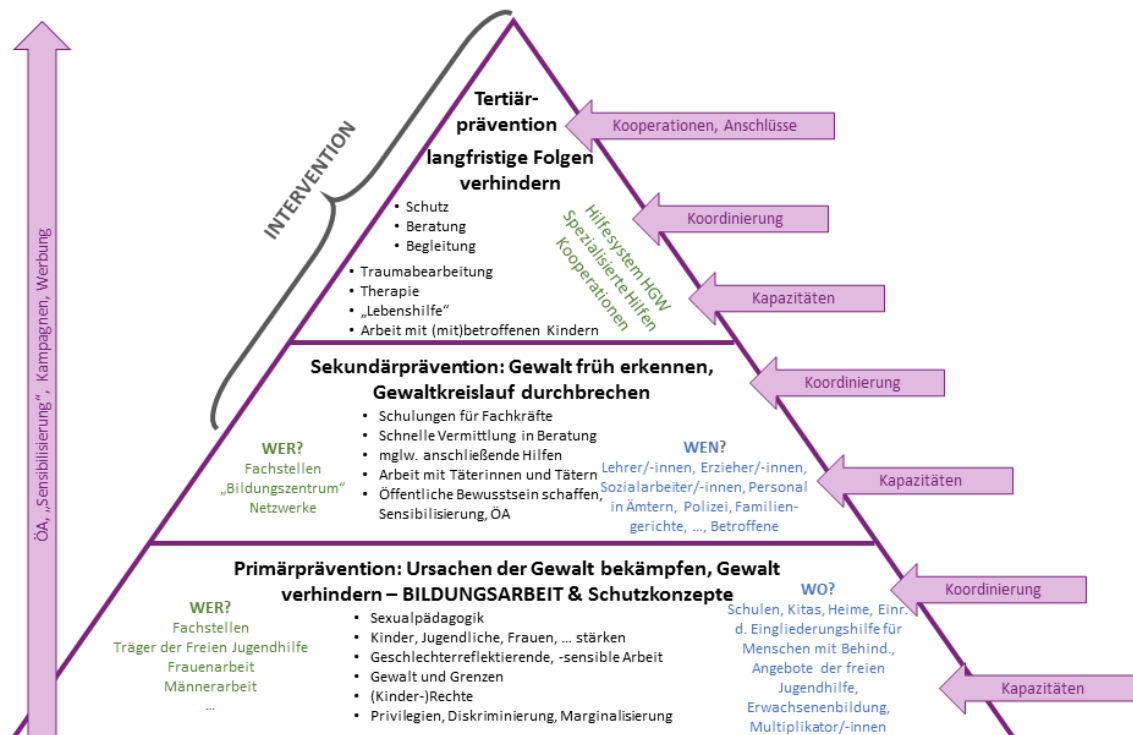 ÖA, „Sensibilisierung“, Kampagnen, Werbung
INTERVENTION
Tertiär-
prävention
langfristige Folgen
verhindern
• Schutz
• Beratung
• Begleitung
• Traumabearbeitung
• Therapie
• „Lebenshilfe“
• Arbeit mit (mit)betroffenen Kindern
Hilfesystem HGW
Spezialisierte Hilfen
Kooperationen
Kooperationen, Anschlüsse
Koordinierung
Kapazitäten
Sekundärprävention: Gewalt früh erkennen,
Gewaltkreislauf durchbrechen
• Schulungen für Fachkräfte
• Schnelle Vermittlung in Beratung
• mglw. anschließende Hilfen
• Arbeit mit Täterinnen und Tätern
• Öffentliche Bewusstsein schaffen,
Sensibilisierung, ÖA
WER?
Fachstellen
„Bildungszentrum“
Netzwerke
WEN?
Lehrer/-innen, Erzieher/-innen,
Sozialarbeiter/-innen, Personal
in Ämtern, Polizei, Familien-
gerichte, ..., Betroffene
Koordinierung
Kapazitäten
Primärprävention: Ursachen der Gewalt bekämpfen, Gewalt
verhindern – BILDUNGSARBEIT & Schutzkonzepte
• Sexualpädagogik
• Kinder, Jugendliche, Frauen, ... stärken
• Geschlechterreflektierende, -sensible Arbeit
• Gewalt und Grenzen
• (Kinder-)Rechte
• Privilegien, Diskriminierung, Marginalisierung
WER?
Fachstellen
Träger der Freien Jugendhilfe
Frauenarbeit
Männerarbeit
...
WO?
Schulen, Kitas, Heime, Einr.
d. Eingliederungshilfe für
Menschen mit Behind.,
Angebote der freien
Jugendhilfe,
Erwachsenenbildung,
Multiplikator/-innen
Koordinierung
Kapazitäten